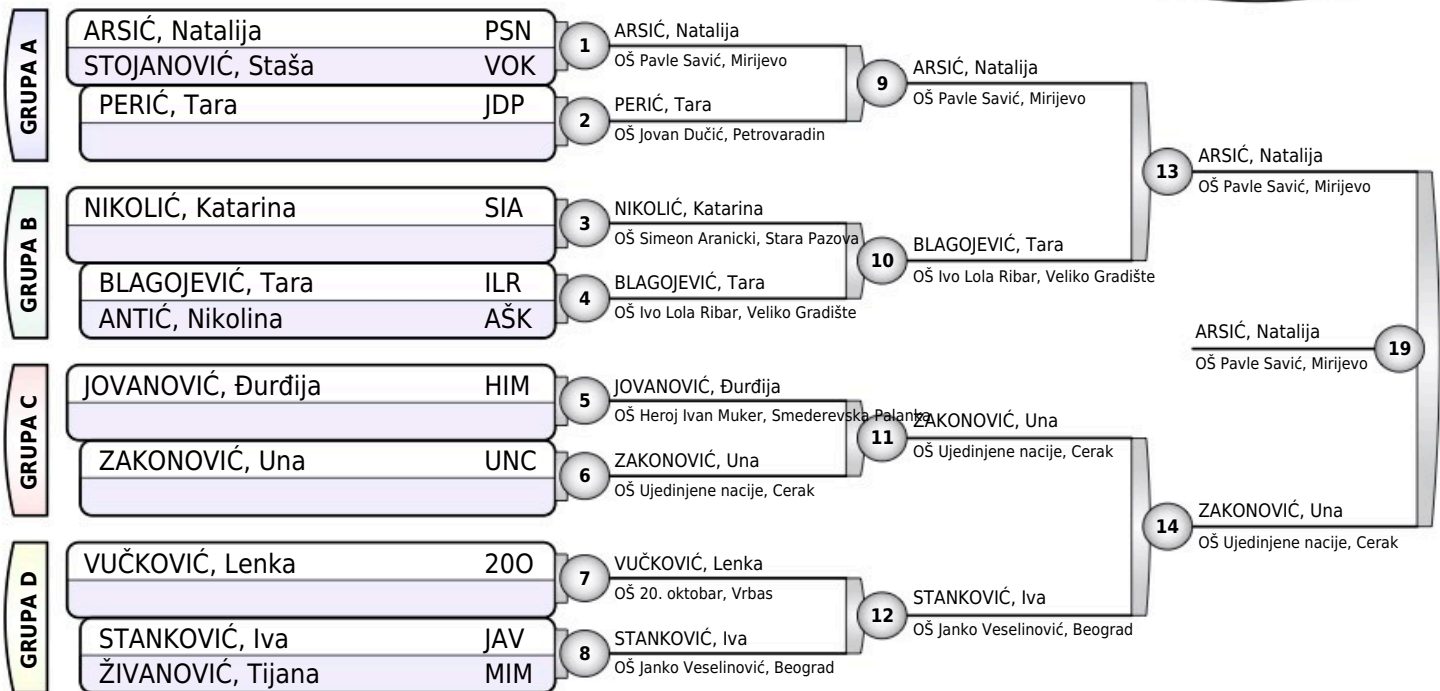 GRUPA A
ARSIĆ, Natalija PSN
STOJANOVIĆ, Staša VOK
PERIĆ, Tara JDP
1
ARSIĆ, Natalija
OŠ Pavle Savić, Mirijevo
2
PERIĆ, Tara
OŠ Jovan Dučić, Petrovaradin
9
ARSIĆ, Natalija
OŠ Pavle Savić, Mirijevo
GRUPA B
NIKOLIĆ, Katarina SIA
BLAGOJEVIĆ, Tara ILR
ANTIĆ, Nikolina AŠK
3
NIKOLIĆ, Katarina
OŠ Simeon Aranicki, Stara Pazova
4
BLAGOJEVIĆ, Tara
OŠ Ivo Lola Ribar, Veliko Gradište
10
BLAGOJEVIĆ, Tara
OŠ Ivo Lola Ribar, Veliko Gradište
13
ARSIĆ, Natalija
OŠ Pavle Savić, Mirijevo
GRUPA C
JOVANOVIĆ, Đurđija HIM
ZAKONOVIĆ, Una UNC
5
JOVANOVIĆ, Đurđija
OŠ Heroj Ivan Muker, Smederevska Palanka
6
ZAKONOVIĆ, Una
OŠ Ujedinjene nacije, Cerak
11
ZAKONOVIĆ, Una
OŠ Ujedinjene nacije, Cerak
GRUPA D
VUČKOVIĆ, Lenka 20O
STANKOVIĆ, Iva JAV
ŽIVANOVIĆ, Tijana MIM
7
VUČKOVIĆ, Lenka
OŠ 20. oktobar, Vrbas
8
STANKOVIĆ, Iva
OŠ Janko Veselinović, Beograd
12
STANKOVIĆ, Iva
OŠ Janko Veselinović, Beograd
14
ZAKONOVIĆ, Una
OŠ Ujedinjene nacije, Cerak
ARSIĆ, Natalija
OŠ Pavle Savić, Mirijevo
19